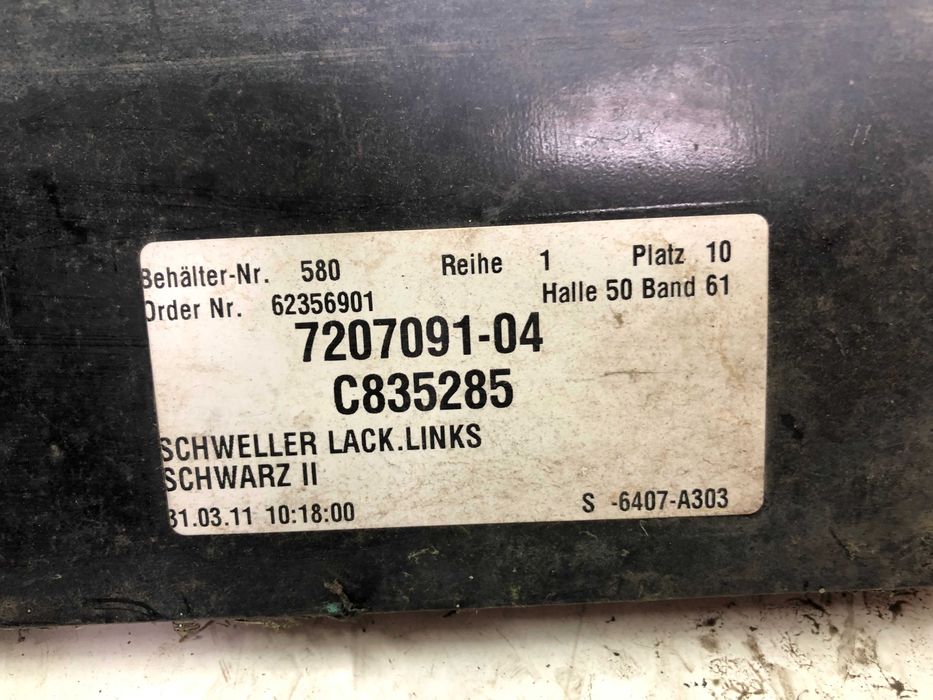 Behälter-Nr. 580 Reihe 1 Platz 10
Order Nr. 62356901 Halle 50 Band 61
7207091-04
C835285
SCHWELLER LACK.LINKS
SCHWARZ II
31.03.11 10:18:00 S -6407-A303